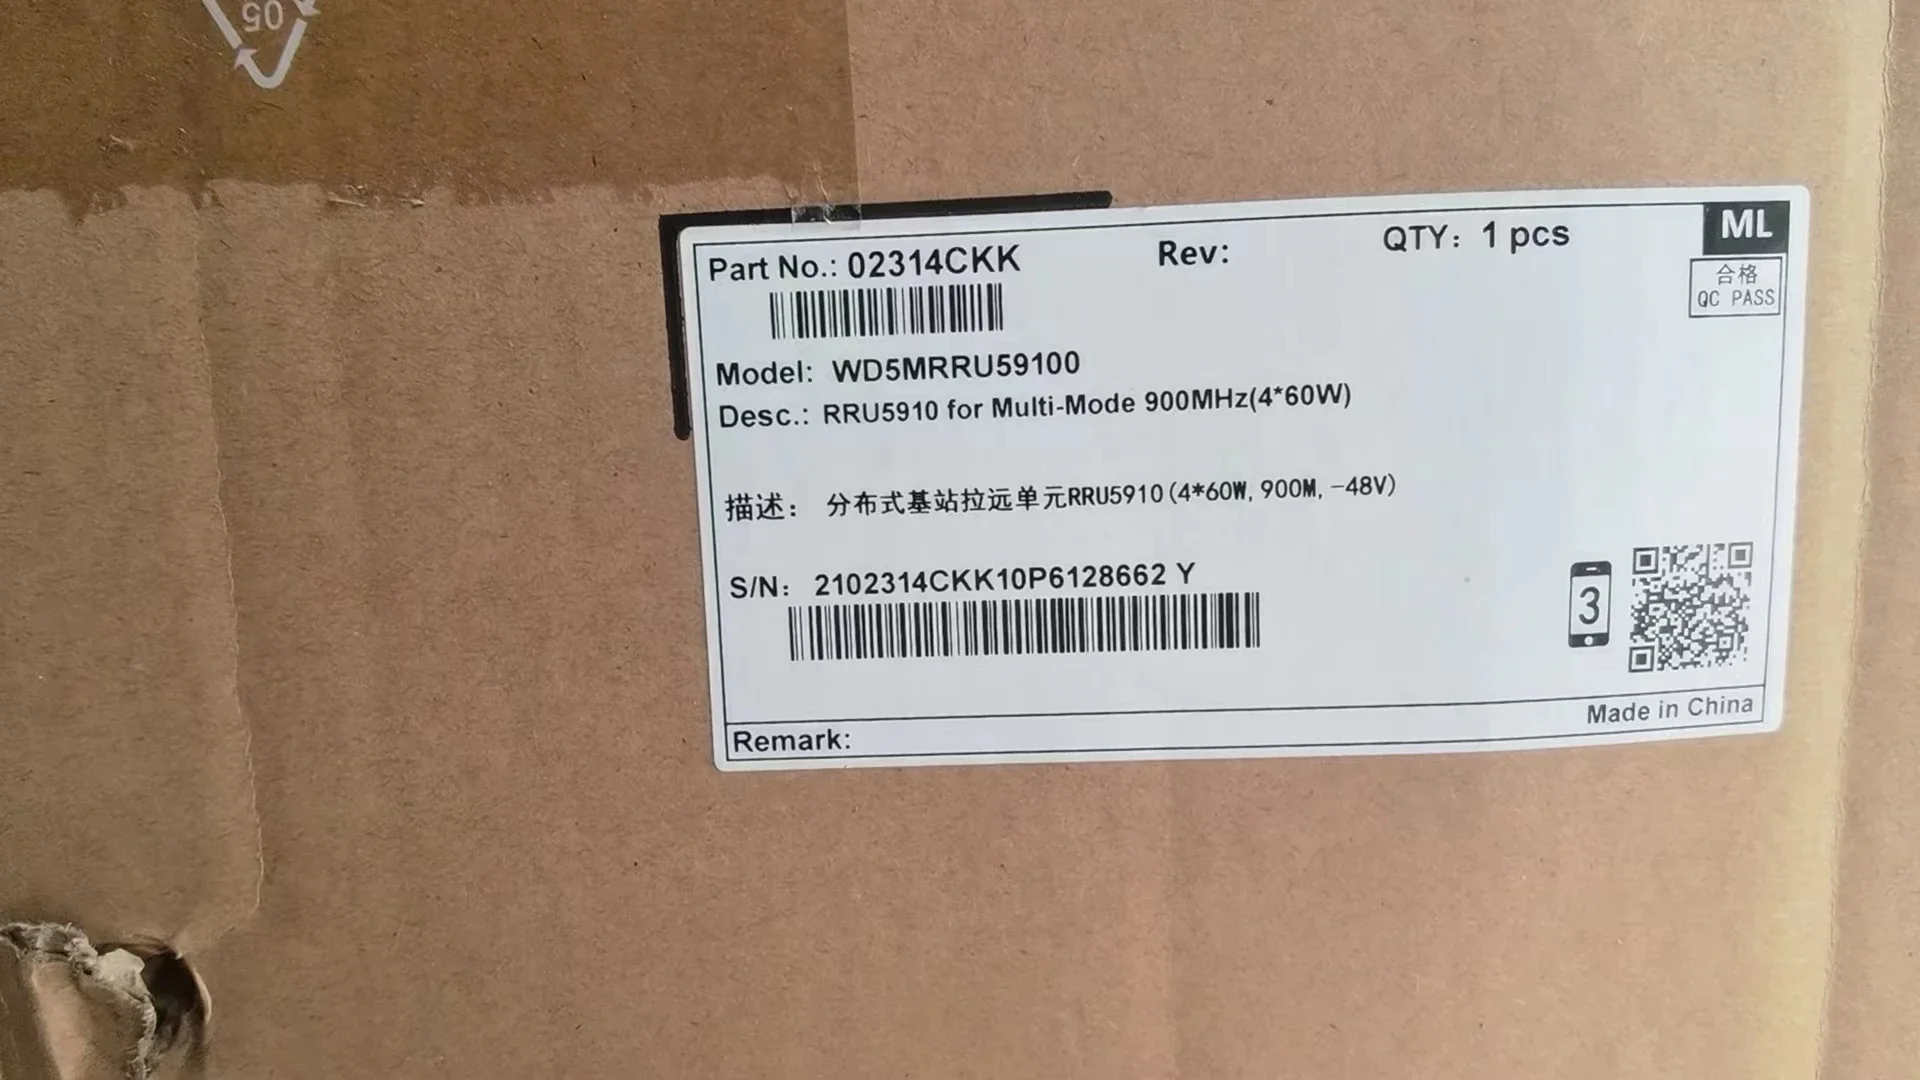 05
Part No.: 02314CKK
Rev:
QTY: 1 pcs
ML
合格
QC PASS
Model: WD5MRRU59100
Desc.: RRU5910 for Multi-Mode 900MHz(4*60W)
描述: 分布式基站拉远单元RRU5910(4*60W,900M,-48V)
S/N: 2102314CKK10P6128662 Y
3
Made in China
Remark: